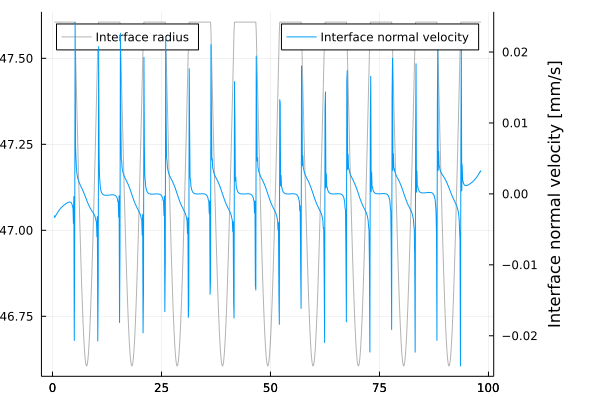 Interface radius
Interface normal velocity
47.50
47.25
47.00
46.75
0.02
0.01
0.00
−0.01
−0.02
Interface normal velocity [mm/s]
0 25 50 75 100